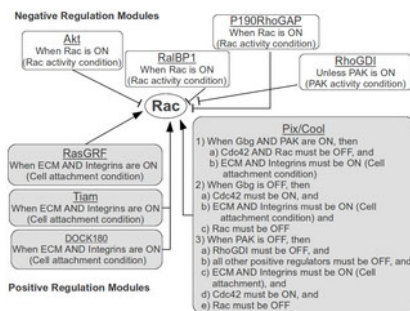 Negative Regulation Modules
P190RhoGAP
When Rac is ON
(Rac activity condition)
Akt
When Rac is ON
(Rac activity condition)
RalBP1
When Rac is ON
(Rac activity condition)
RhoGDI
Unless PAK is ON
(PAK activity condition)
Rac
RasGRF
When ECM AND Integrins are ON
(Cell attachment condition)
Tiam
When ECM AND Integrins are ON
(Cell attachment condition)
DOCK180
When ECM AND Integrins are ON
(Cell attachment condition)
Positive Regulation Modules
Pix/Cool
1) When Gbg AND PAK are ON, then
a) Cdc42 AND Rac must be OFF, and
b) ECM AND Integrins must be ON (Cell
attachment condition)
2) When Gbg is OFF, then
a) Cdc42 must be ON, and
b) ECM AND Integrins must be ON (Cell
attachment condition) and
c) Rac must be OFF
3) When PAK is OFF, then
a) RhoGDI must be OFF, and
b) all other positive regulators must be OFF, and
c) ECM AND Integrins must be ON (Cell
attachment), and
d) Cdc42 must be ON, and
e) Rac must be OFF